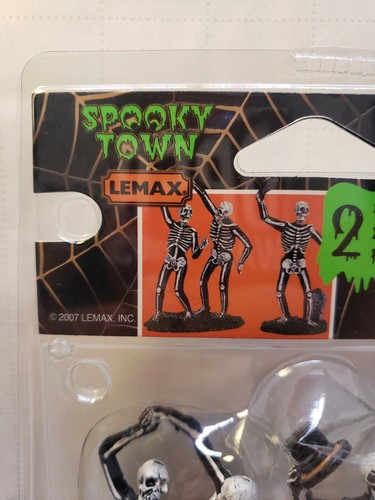 SPOOKY
TOWN
LEMAX
2
© 2007 LEMAX, INC.